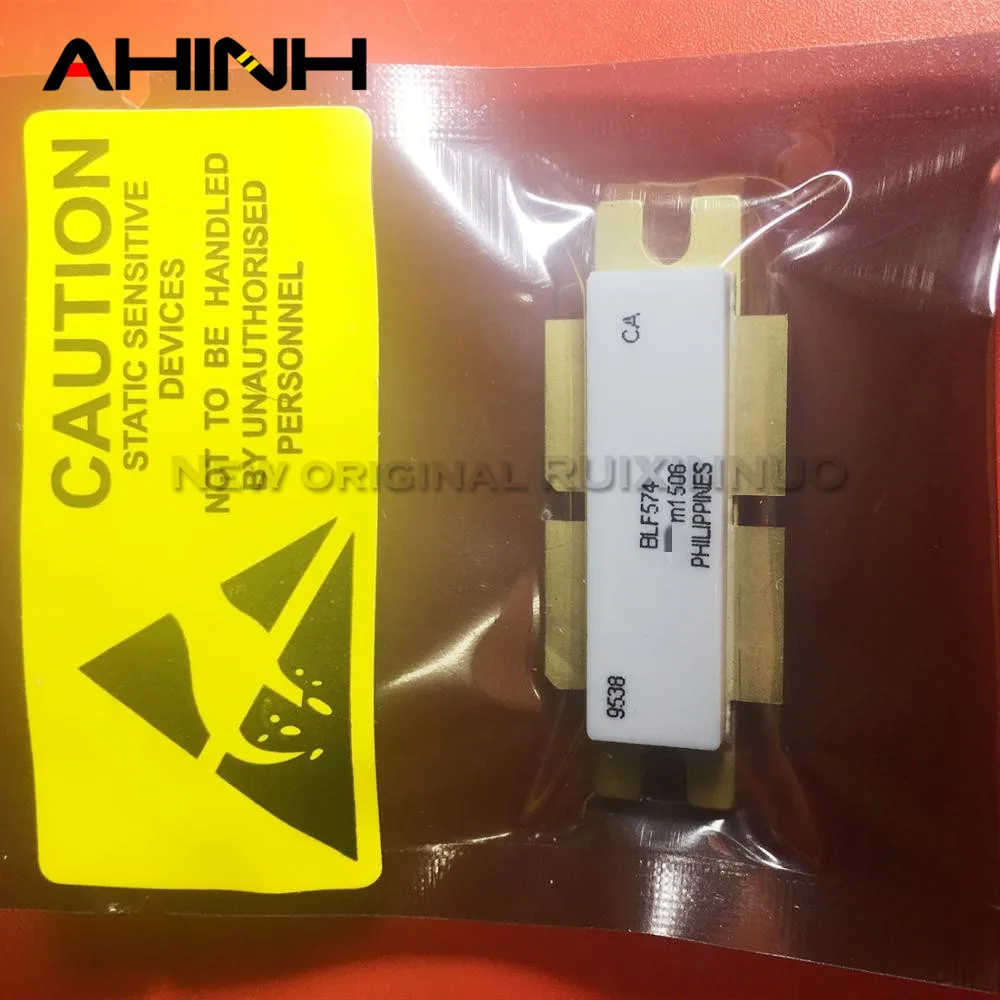 AHINH
CAUTION
STATIC SENSITIVE
DEVICES
NOT TO BE HANDLED
BY UNAUTHORISED
PERSONNEL
NEW ORIGINAL RUIXINNUO
CA
BLF574
m1506
PHILIPPINES
9538